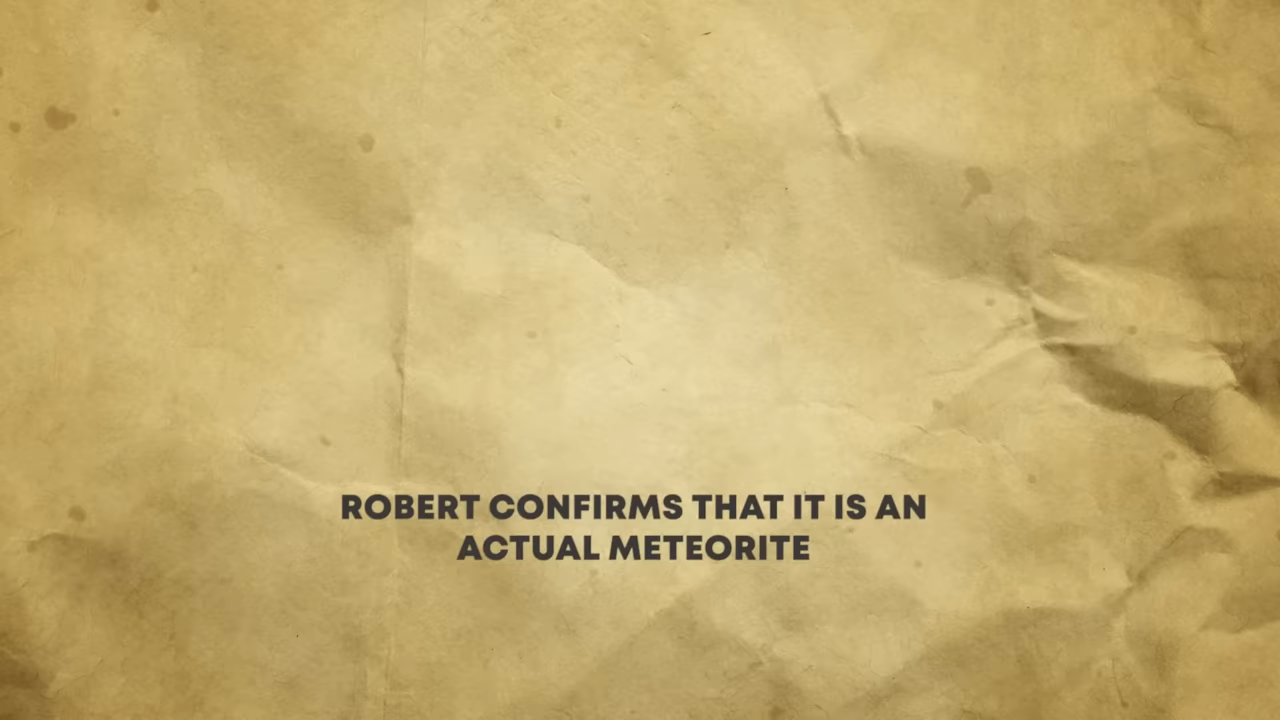 ROBERT CONFIRMS THAT IT IS AN
ACTUAL METEORITE